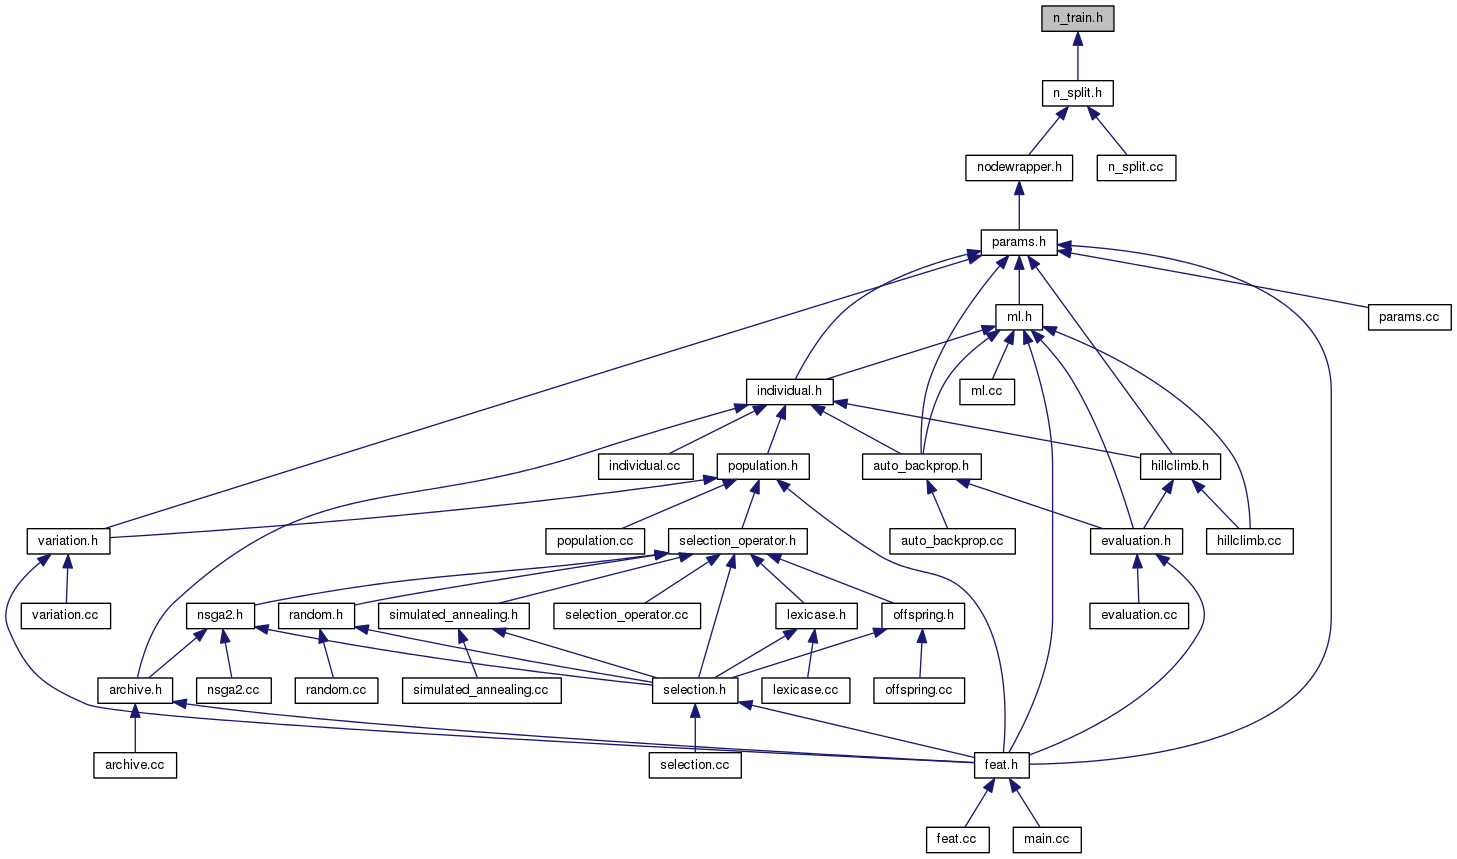 n_train.h
n_split.h
nodewrapper.h
n_split.cc
params.h
ml.h
params.cc
individual.h
ml.cc
individual.cc
population.h
auto_backprop.h
hillclimb.h
variation.h
population.cc
selection_operator.h
auto_backprop.cc
evaluation.h
hillclimb.cc
variation.cc
nsga2.h
random.h
simulated_annealing.h
selection_operator.cc
lexicase.h
offspring.h
evaluation.cc
archive.h
nsga2.cc
random.cc
simulated_annealing.cc
selection.h
lexicase.cc
offspring.cc
archive.cc
selection.cc
feat.h
feat.cc
main.cc